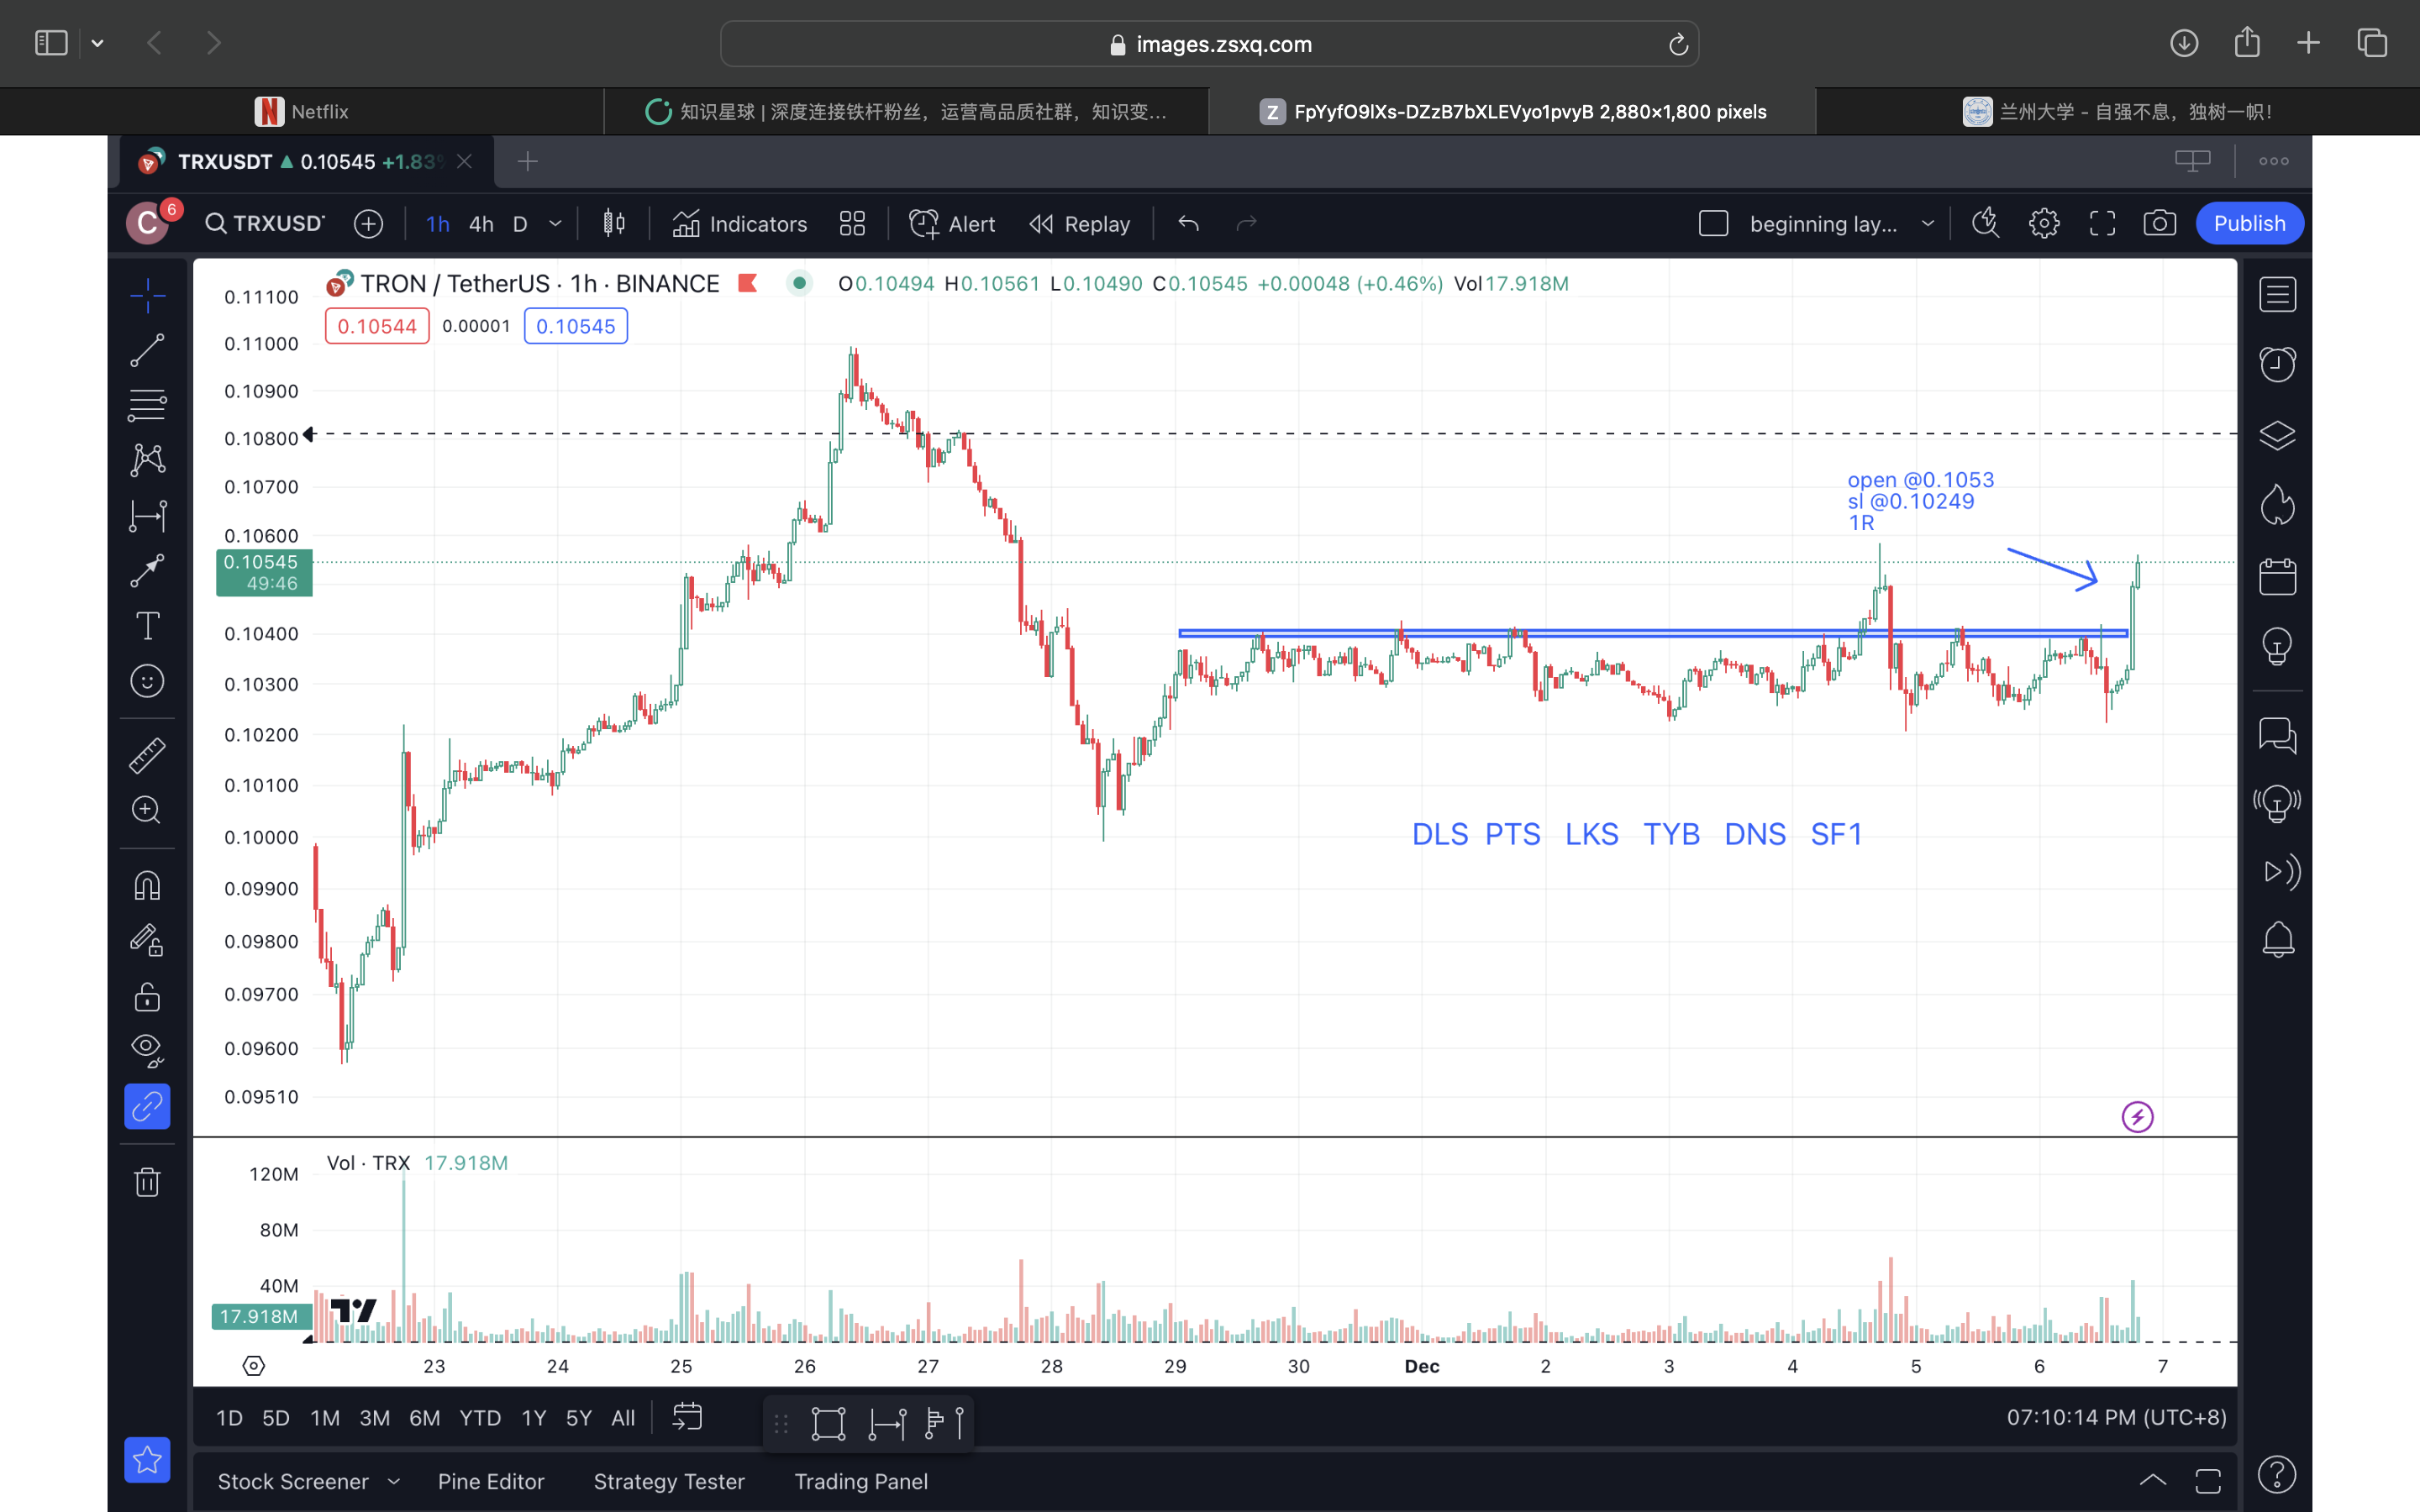 images.zsxq.com
Netflix
知识星球 | 深度连接铁杆粉丝，运营高品质社群，知识变...
Z FpYyfO9lXs-DZzB7bXLEVyo1pvyB 2,880×1,800 pixels
兰州大学 - 自强不息，独树一帜!
TRXUSDT ▲ 0.10545 +1.83
C 6 TRXUSD 1h 4h D Indicators Alert Replay beginning lay... Publish
TRON / TetherUS · 1h · BINANCE O0.10494 H0.10561 L0.10490 C0.10545 +0.00048 (+0.46%) Vol17.918M
0.10544 0.00001 0.10545
0.11100
0.11000
0.10900
0.10800
0.10700
0.10600
0.10545
49:46
0.10400
0.10300
0.10200
0.10100
0.10000
0.09900
0.09800
0.09700
0.09600
0.09510
open @0.1053
sl @0.10249
1R
DLS PTS LKS TYB DNS SF1
Vol · TRX 17.918M
120M
80M
40M
17.918M
23 24 25 26 27 28 29 30 Dec 2 3 4 5 6 7
1D 5D 1M 3M 6M YTD 1Y 5Y All
07:10:14 PM (UTC+8)
Stock Screener Pine Editor Strategy Tester Trading Panel